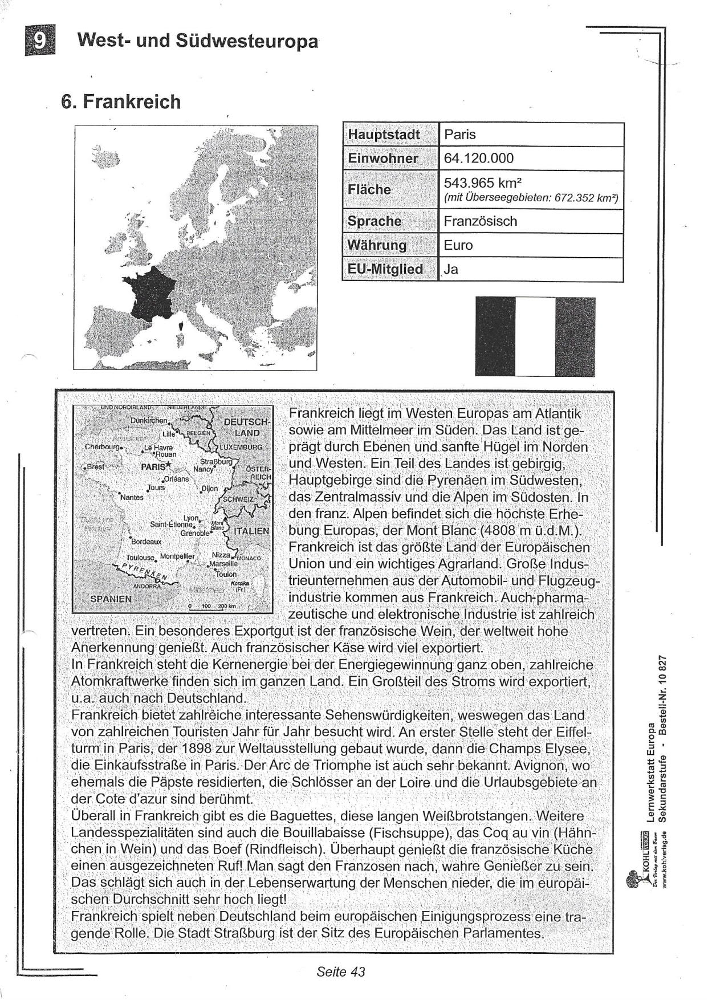 9
West- und Südwesteuropa
6. Frankreich
Hauptstadt Paris
Einwohner 64.120.000
Fläche 543.965 km²
(mit Überseegebieten: 672.352 km²)
Sprache Französisch
Währung Euro
EU-Mitglied Ja
UND NORDIRLAND NIEDERLANDE
Dünkirchen DEUTSCH-
LAND
Lille BELGIEN
Cherbourg Le Havre LUXEMBURG
Rouen
Brest PARIS Straßburg
Nancy ÖSTER-
REICH
Orléans
Tours Dijon
Nantes SCHWEIZ
Lyon
Saint-Étienne Mont
Blanc
Grenoble ITALIEN
Bordeaux
Toulouse Montpellier Nizza MONACO
Marseille
PYRENÄEN Toulon
ANDORRA Mittelmeer Korsika
(Fr.)
SPANIEN
0 100 200 km
Frankreich liegt im Westen Europas am Atlantik
sowie am Mittelmeer im Süden. Das Land ist ge-
prägt durch Ebenen und sanfte Hügel im Norden
und Westen. Ein Teil des Landes ist gebirgig,
Hauptgebirge sind die Pyrenäen im Südwesten,
das Zentralmassiv und die Alpen im Südosten. In
den franz. Alpen befindet sich die höchste Erhe-
bung Europas, der Mont Blanc (4808 m ü.d.M.).
Frankreich ist das größte Land der Europäischen
Union und ein wichtiges Agrarland. Große Indus-
trieunternehmen aus der Automobil- und Flugzeug-
industrie kommen aus Frankreich. Auch pharma-
zeutische und elektronische Industrie ist zahlreich
vertreten. Ein besonderes Exportgut ist der französische Wein, der weltweit hohe
Anerkennung genießt. Auch französischer Käse wird viel exportiert.
In Frankreich steht die Kernenergie bei der Energiegewinnung ganz oben, zahlreiche
Atomkraftwerke finden sich im ganzen Land. Ein Großteil des Stroms wird exportiert,
u.a. auch nach Deutschland.
Frankreich bietet zahlreiche interessante Sehenswürdigkeiten, weswegen das Land
von zahlreichen Touristen Jahr für Jahr besucht wird. An erster Stelle steht der Eiffel-
turm in Paris, der 1898 zur Weltausstellung gebaut wurde, dann die Champs Elysee,
die Einkaufsstraße in Paris. Der Arc de Triomphe ist auch sehr bekannt. Avignon, wo
ehemals die Päpste residierten, die Schlösser an der Loire und die Urlaubsgebiete an
der Cote d'azur sind berühmt.
Überall in Frankreich gibt es die Baguettes, diese langen Weißbrotstangen. Weitere
Landesspezialitäten sind auch die Bouillabaisse (Fischsuppe), das Coq au vin (Hähn-
chen in Wein) und das Boef (Rindfleisch). Überhaupt genießt die französische Küche
einen ausgezeichneten Ruf! Man sagt den Franzosen nach, wahre Genießer zu sein.
Das schlägt sich auch in der Lebenserwartung der Menschen nieder, die im europäi-
schen Durchschnitt sehr hoch liegt!
Frankreich spielt neben Deutschland beim europäischen Einigungsprozess eine tra-
gende Rolle. Die Stadt Straßburg ist der Sitz des Europäischen Parlamentes.
Lernwerkstatt Europa
Sekundarstufe - Bestell-Nr. 10 827
KOHL VERLAG
Der Verlag mit dem Baum
www.kohlverlag.de
Seite 43